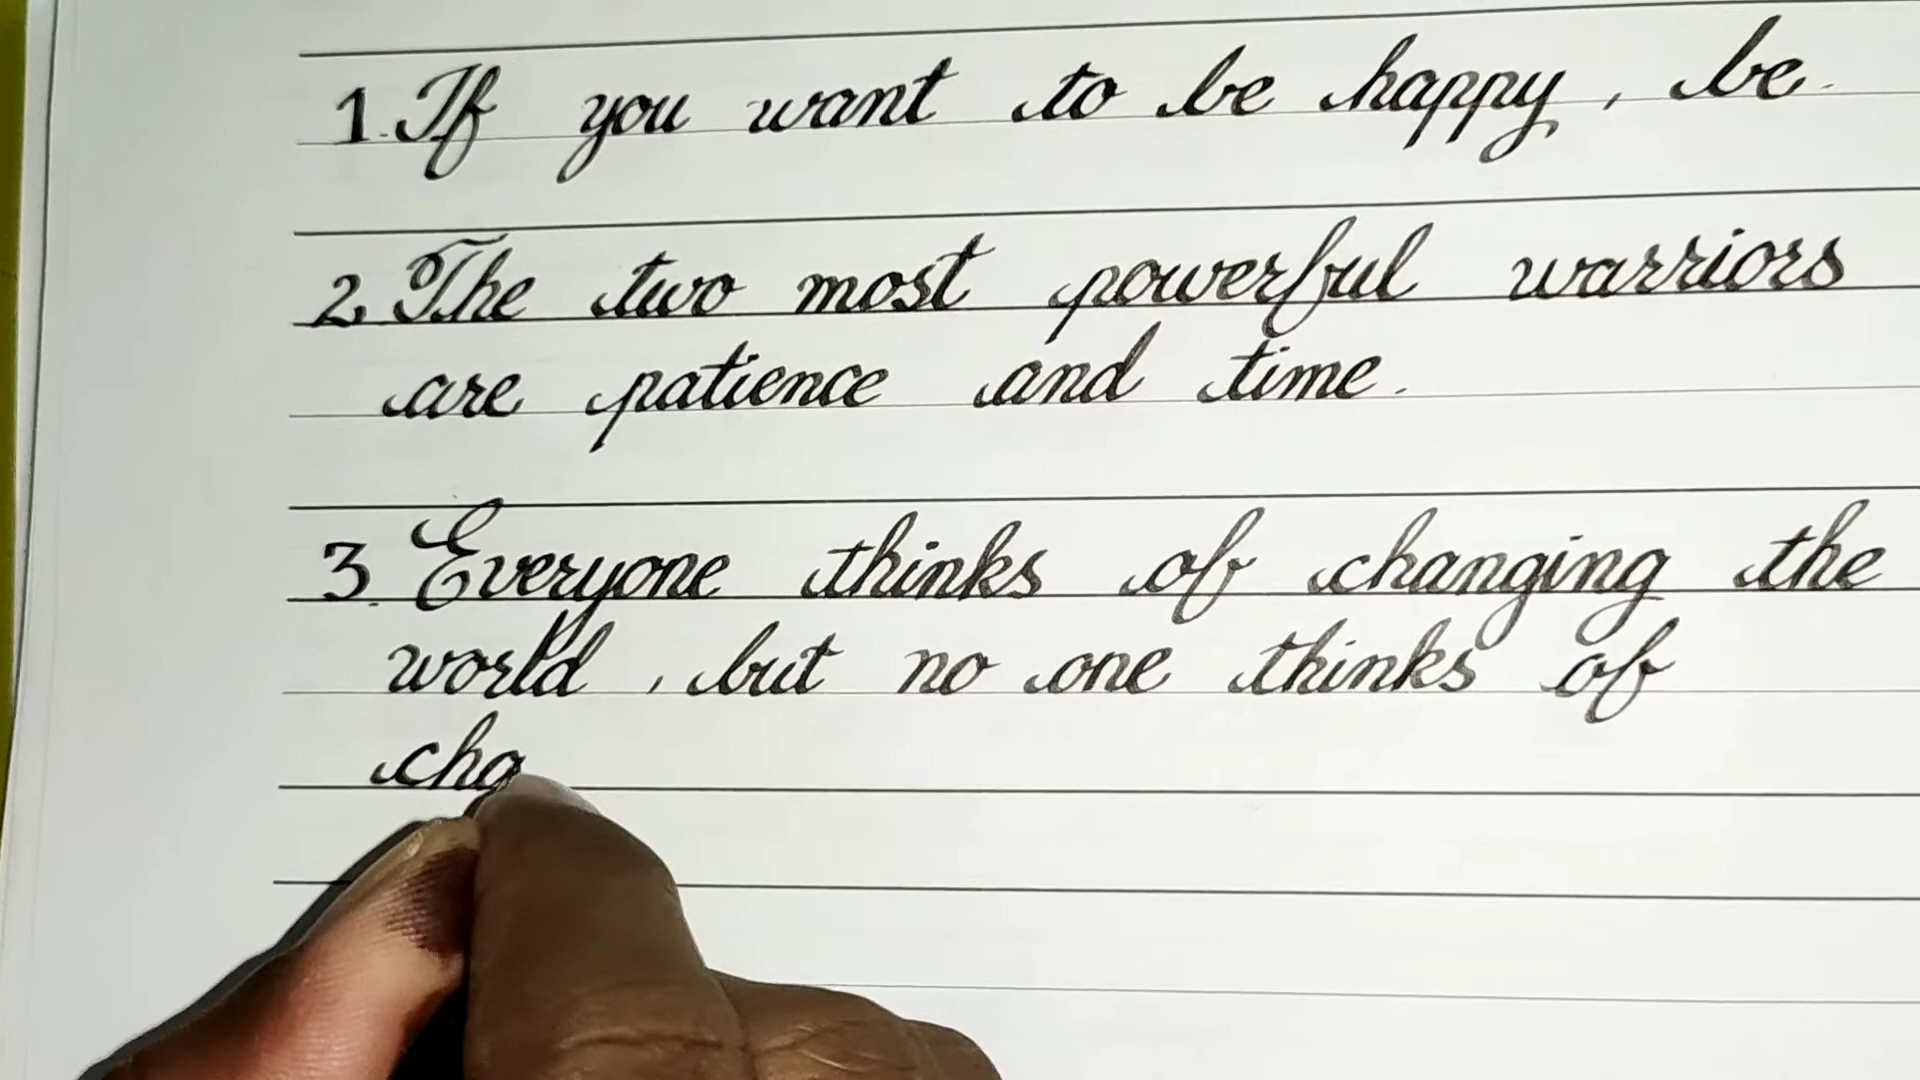 1. If you want to be happy, be.
2. The two most powerful warriors
are patience and time.
3. Everyone thinks of changing the
world, but no one thinks of
cha